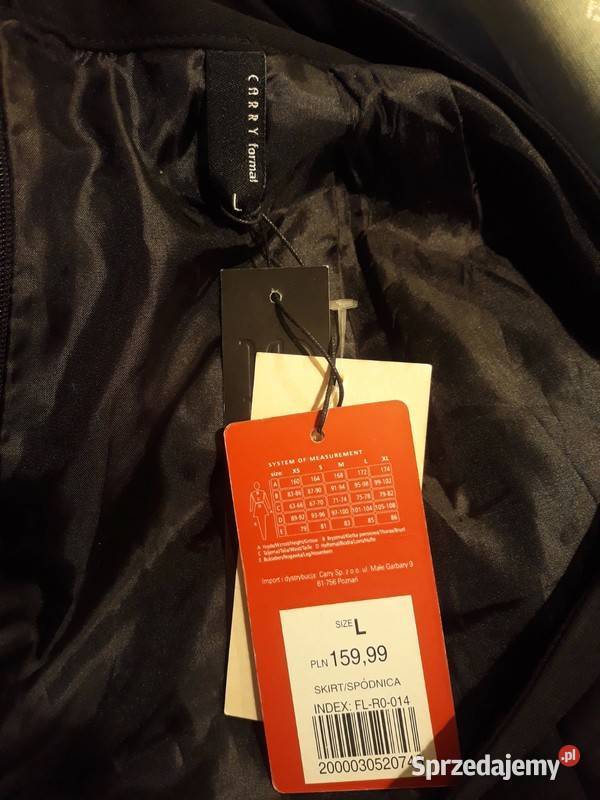 CARRY formal
L
SYSTEM OF MEASUREMENT
size: XS S M L XL
A 160 164 168 172 174
B 83-86 87-90 91-94 95-98 99-102
C 63-66 67-70 71-74 75-78 79-82
D 89-92 93-96 97-100 101-104 105-108
E 79 81 83 85 86
Import i dystrybucja: Carry Sp. z o.o. ul. Małe Garbary 9
61-756 Poznań
SIZE L
PLN 159,99
SKIRT/SPÓDNICA
INDEX: FL-R0-014
200003052074
Sprzedajemy.pl